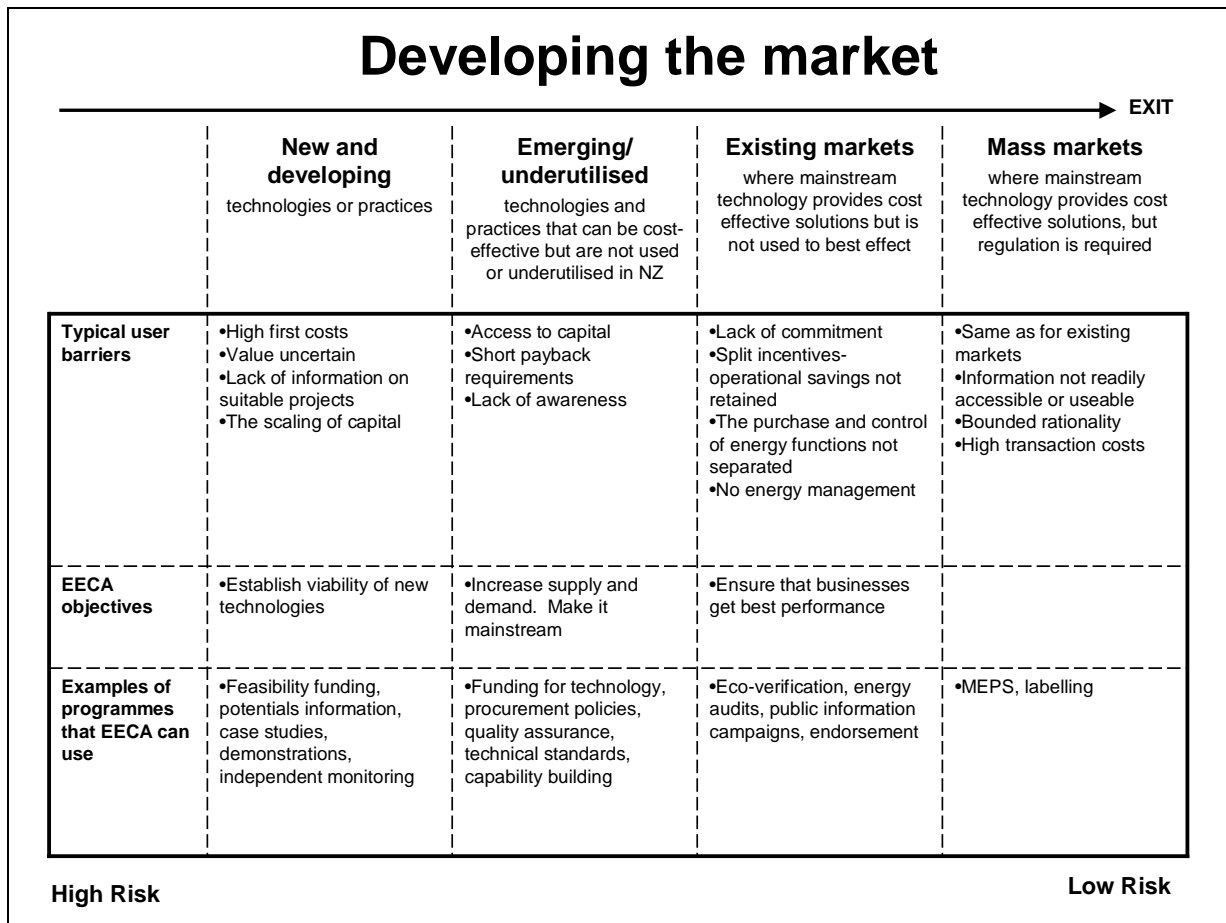 Developing the market
EXIT
New and
developing
technologies or practices
Emerging/
underutilised
technologies and
practices that can be cost-
effective but are not used
or underutilised in NZ
Existing markets
where mainstream
technology provides cost
effective solutions but is
not used to best effect
Mass markets
where mainstream
technology provides cost
effective solutions, but
regulation is required
Typical user
barriers
•High first costs
•Value uncertain
•Lack of information on
suitable projects
•The scaling of capital
•Access to capital
•Short payback
requirements
•Lack of awareness
•Lack of commitment
•Split incentives-
operational savings not
retained
•The purchase and control
of energy functions not
separated
•No energy management
•Same as for existing
markets
•Information not readily
accessible or useable
•Bounded rationality
•High transaction costs
EECA
objectives
•Establish viability of new
technologies
•Increase supply and
demand.  Make it
mainstream
•Ensure that businesses
get best performance
Examples of
programmes
that EECA can
use
•Feasibility funding,
potentials information,
case studies,
demonstrations,
independent monitoring
•Funding for technology,
procurement policies,
quality assurance,
technical standards,
capability building
•Eco-verification, energy
audits, public information
campaigns, endorsement
•MEPS, labelling
High Risk
Low Risk